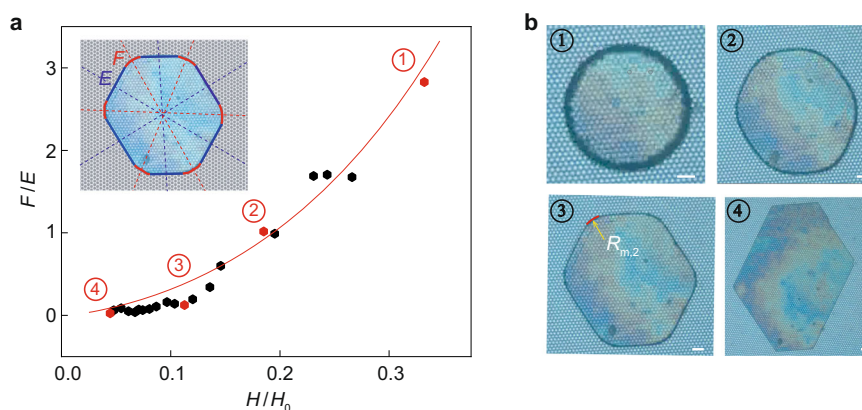 a
F
E
F/E
3
2
1
0
0.0
0.1
0.2
0.3
H/H₀
①
②
③
④
b
①
②
③
Rm,2
④